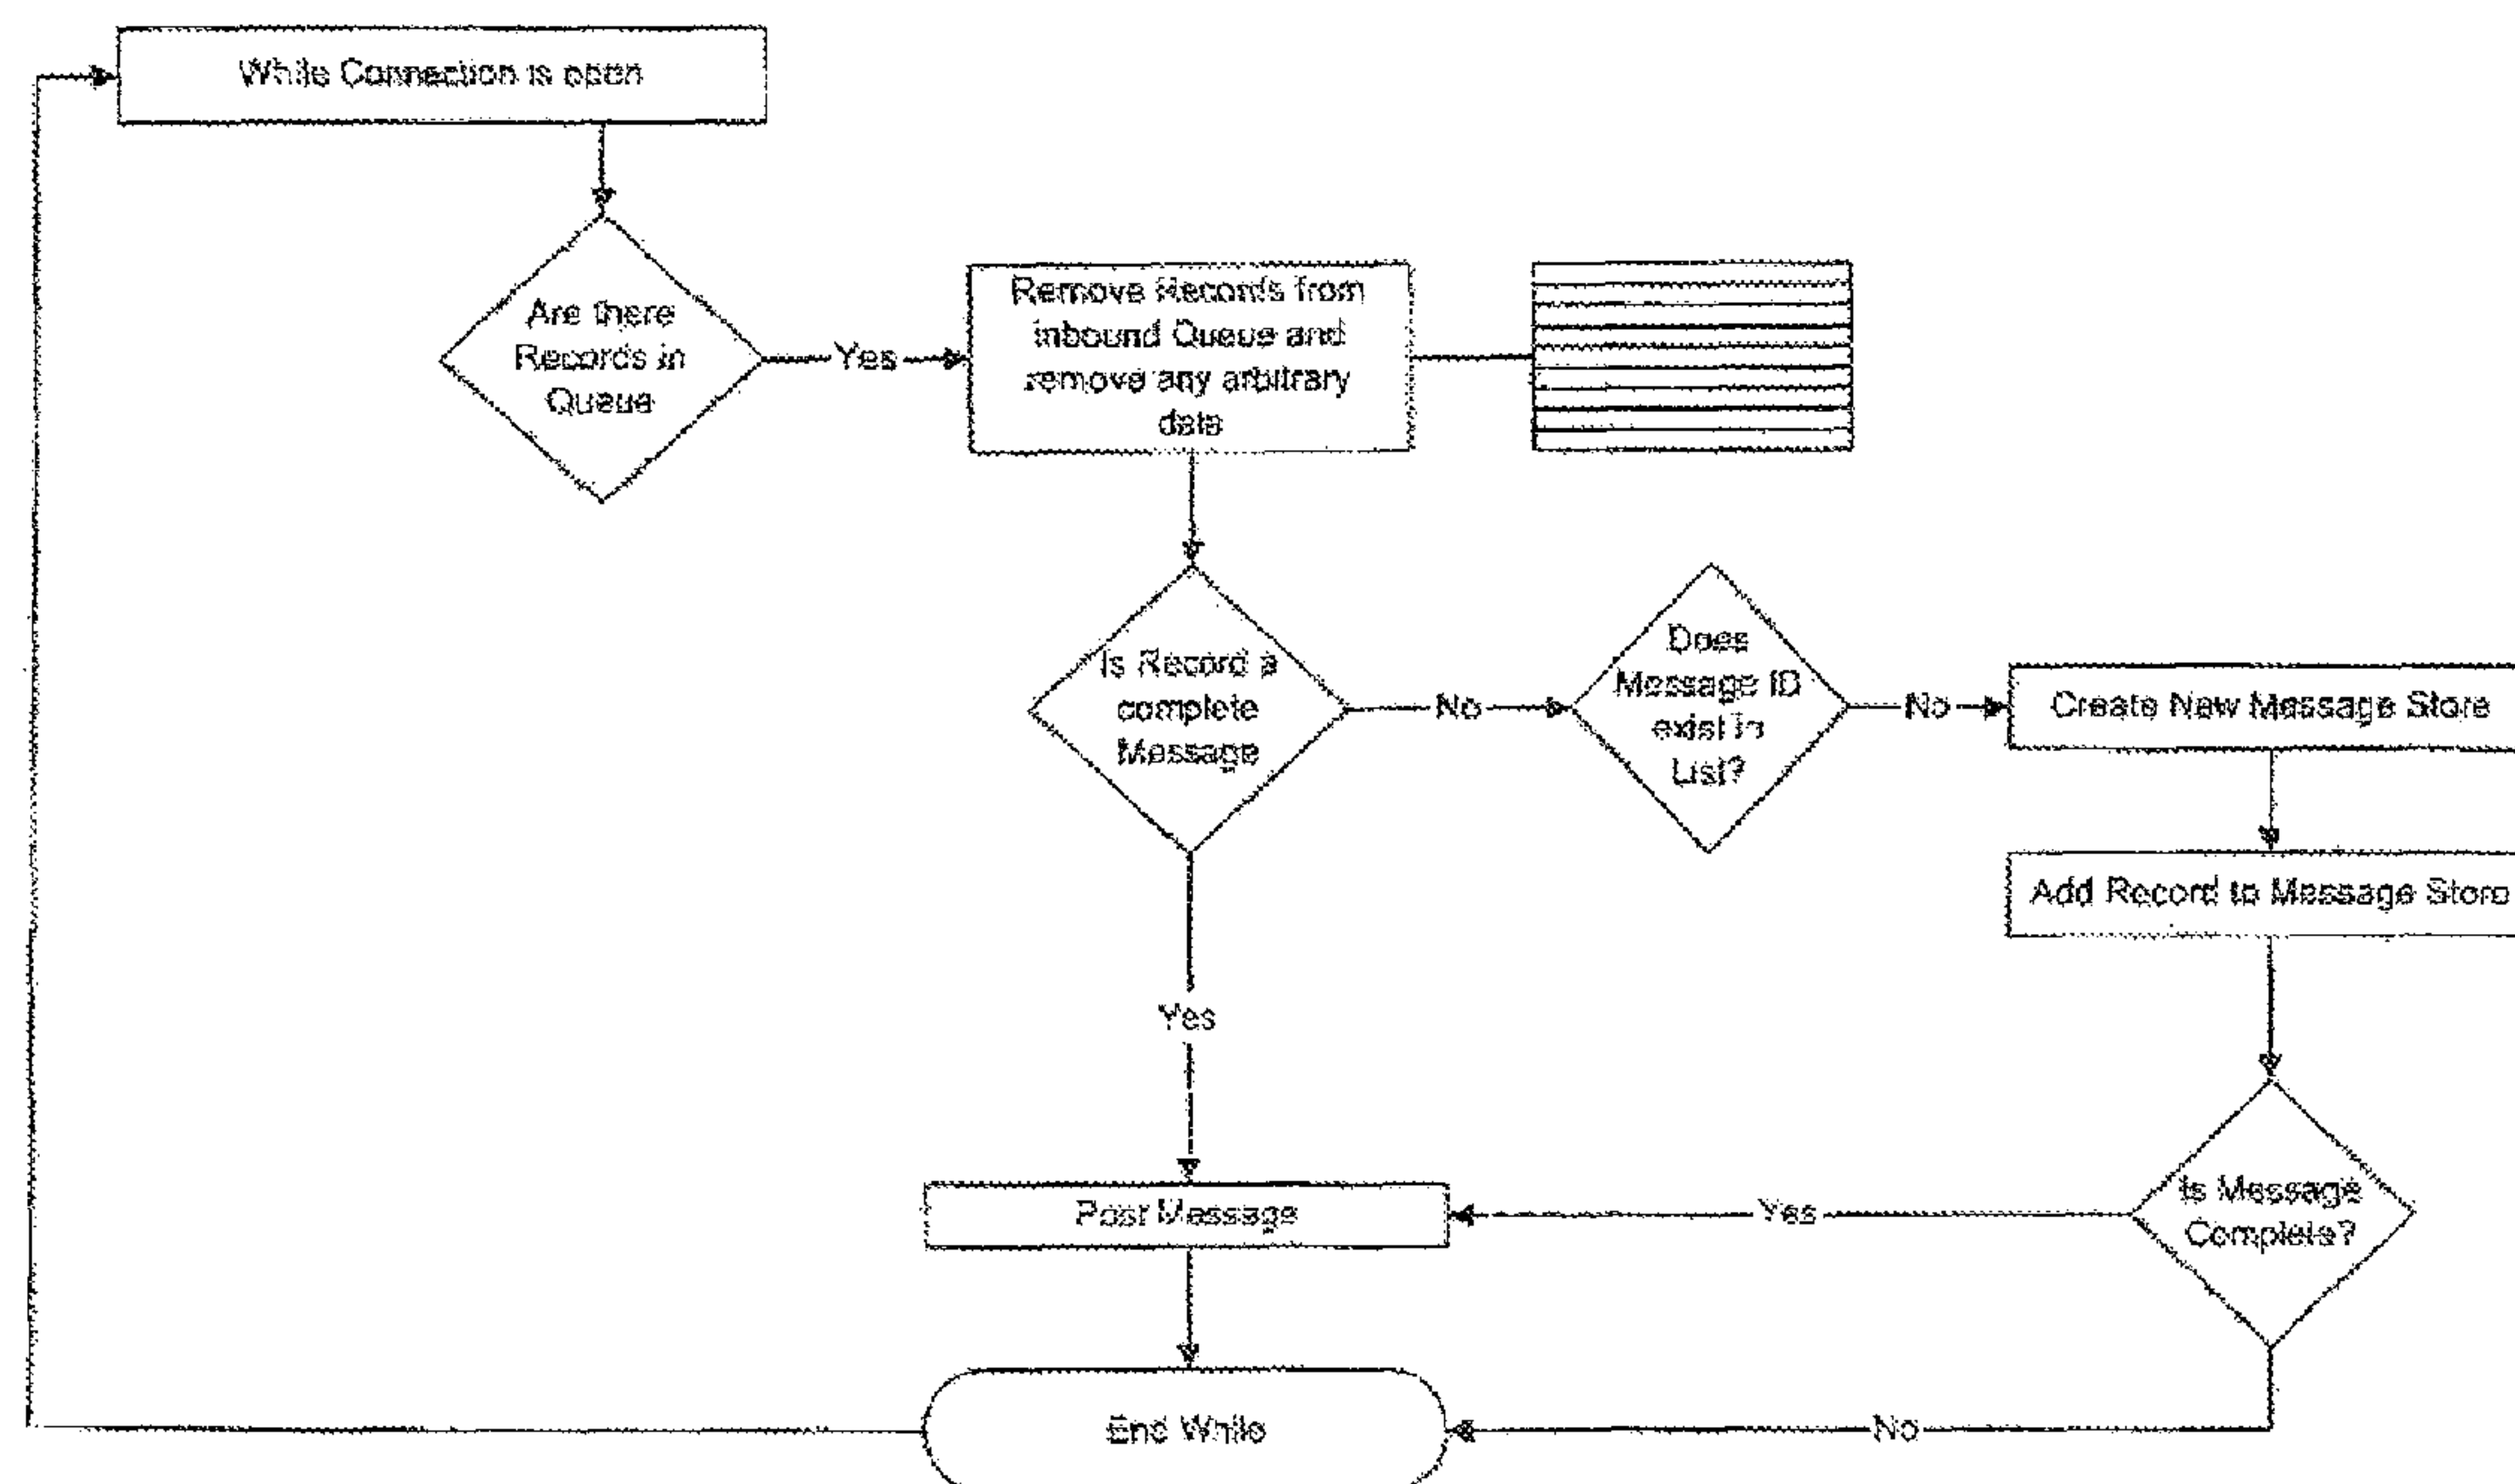 While Connection is open
Are there
Records in
Queue
Yes
Remove Records from
inbound Queue and
remove any arbitrary
data
Is Record a
complete
Message
No
Does
Message ID
exist in
List?
No
Create New Message Store
Add Record to Message Store
Yes
Is Message
Complete?
Yes
Post Message
End While
No